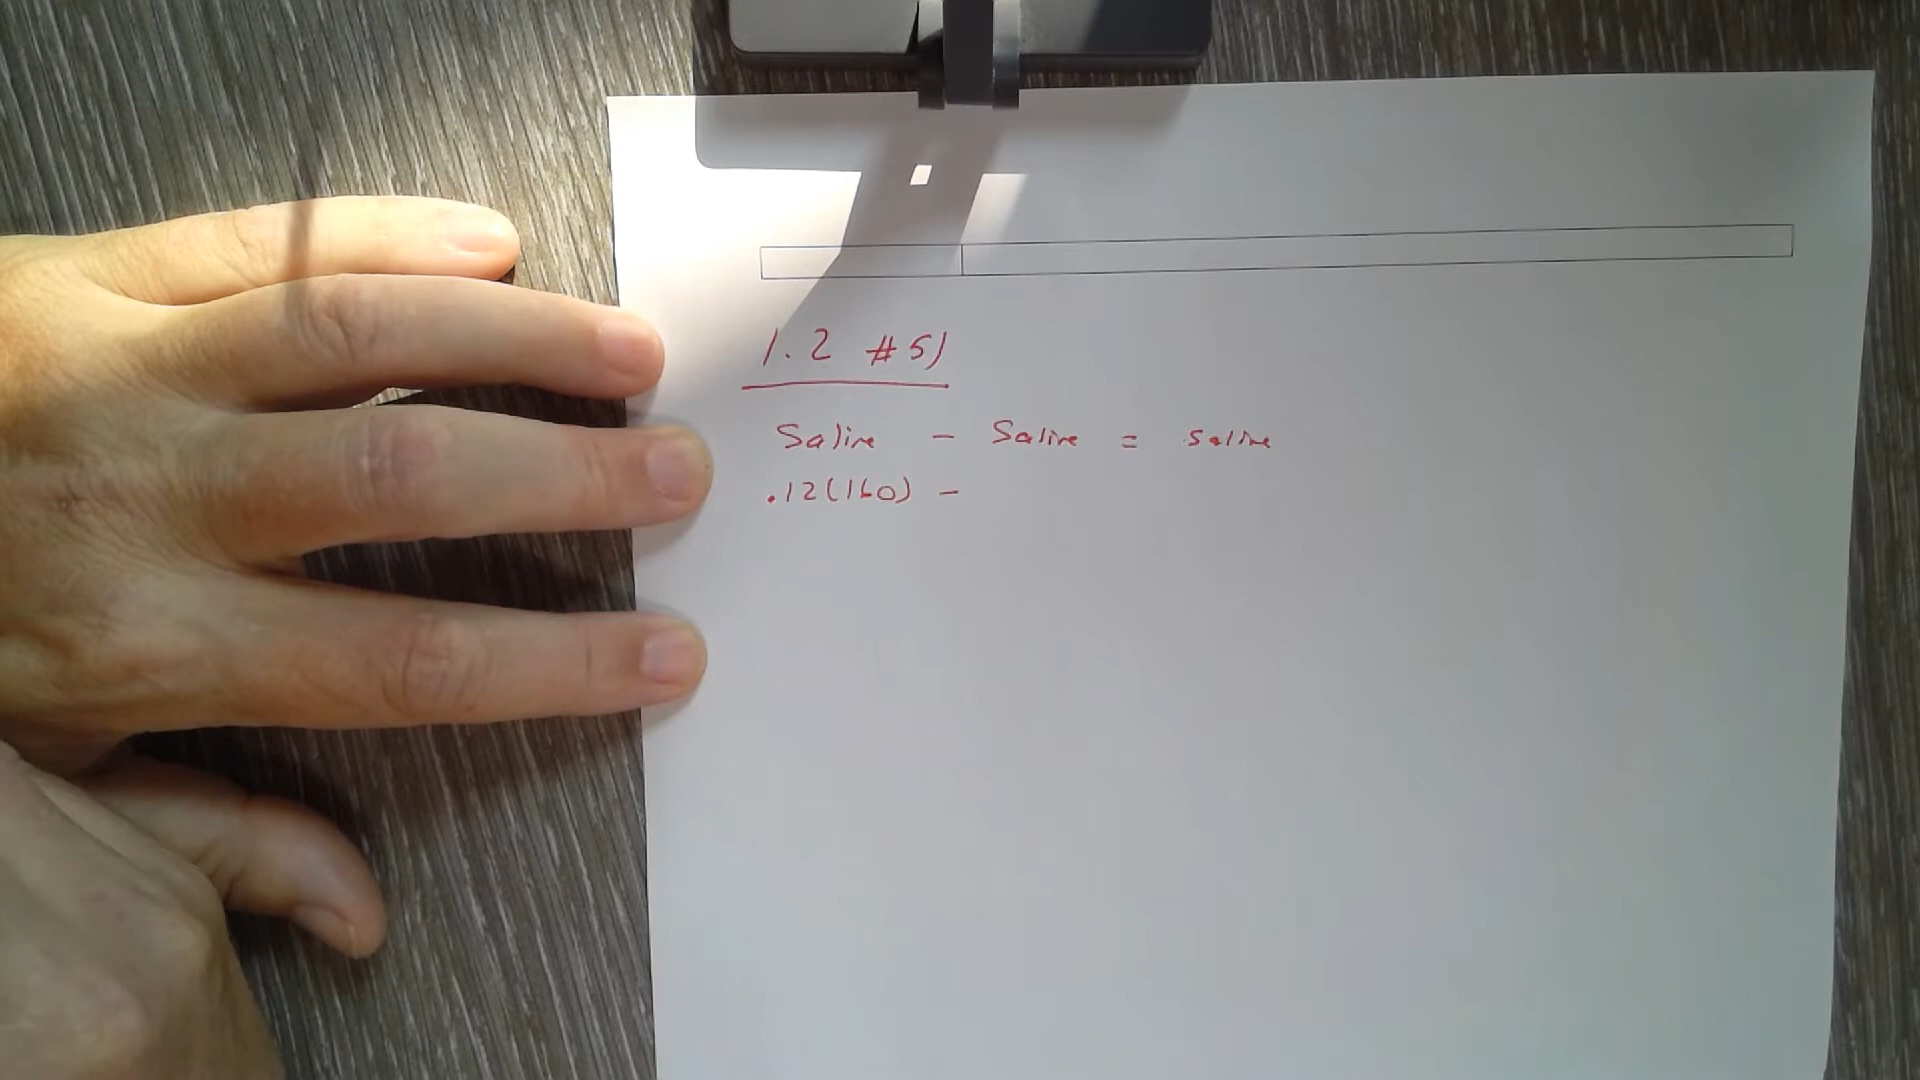 1.2 #51
Saline - Saline = Saline
.12(160) -